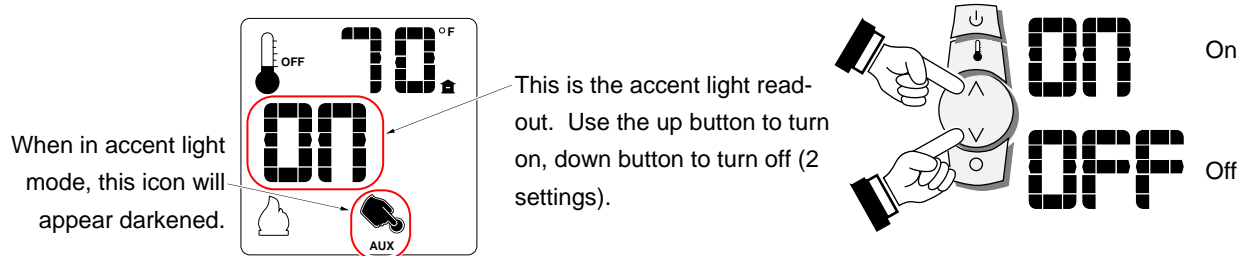 When in accent light
mode, this icon will
appear darkened.
OFF
70 °F
ON
AUX
This is the accent light read-
out.  Use the up button to turn
on, down button to turn off (2
settings).
ON
On
OFF
Off